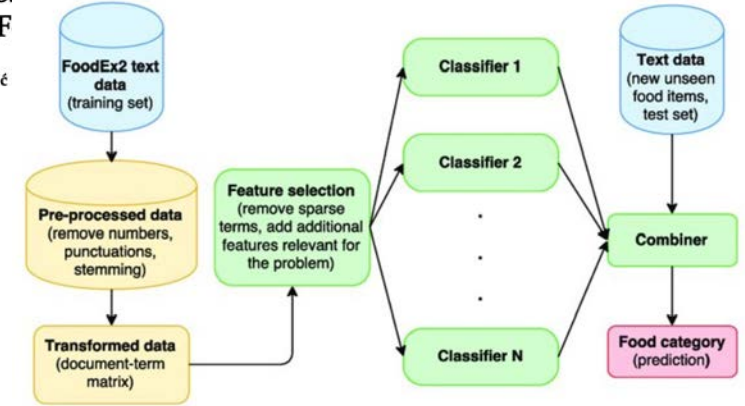 F
FoodEx2 text
data
(training set)
Pre-processed data
(remove numbers,
punctuations,
stemming)
Transformed data
(document-term
matrix)
Feature selection
(remove sparse
terms, add additional
features relevant for
the problem)
Classifier 1
Classifier 2
.
.
.
Classifier N
Text data
(new unseen
food items,
test set)
Combiner
Food category
(prediction)